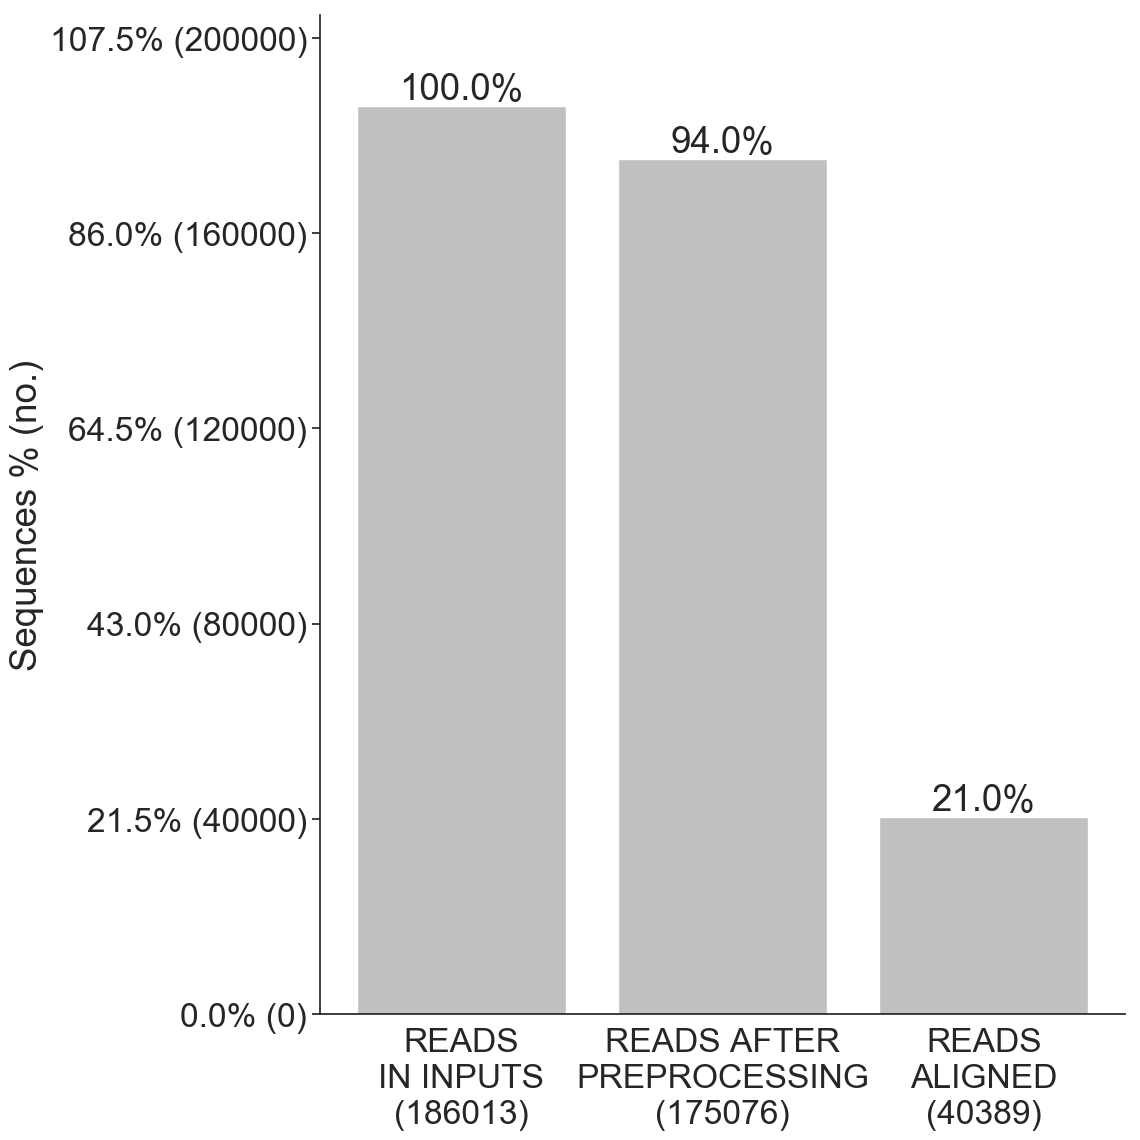 Sequences % (no.)
107.5% (200000)
86.0% (160000)
64.5% (120000)
43.0% (80000)
21.5% (40000)
0.0% (0)
100.0%
94.0%
21.0%
READS
IN INPUTS
(186013)
READS AFTER
PREPROCESSING
(175076)
READS
ALIGNED
(40389)